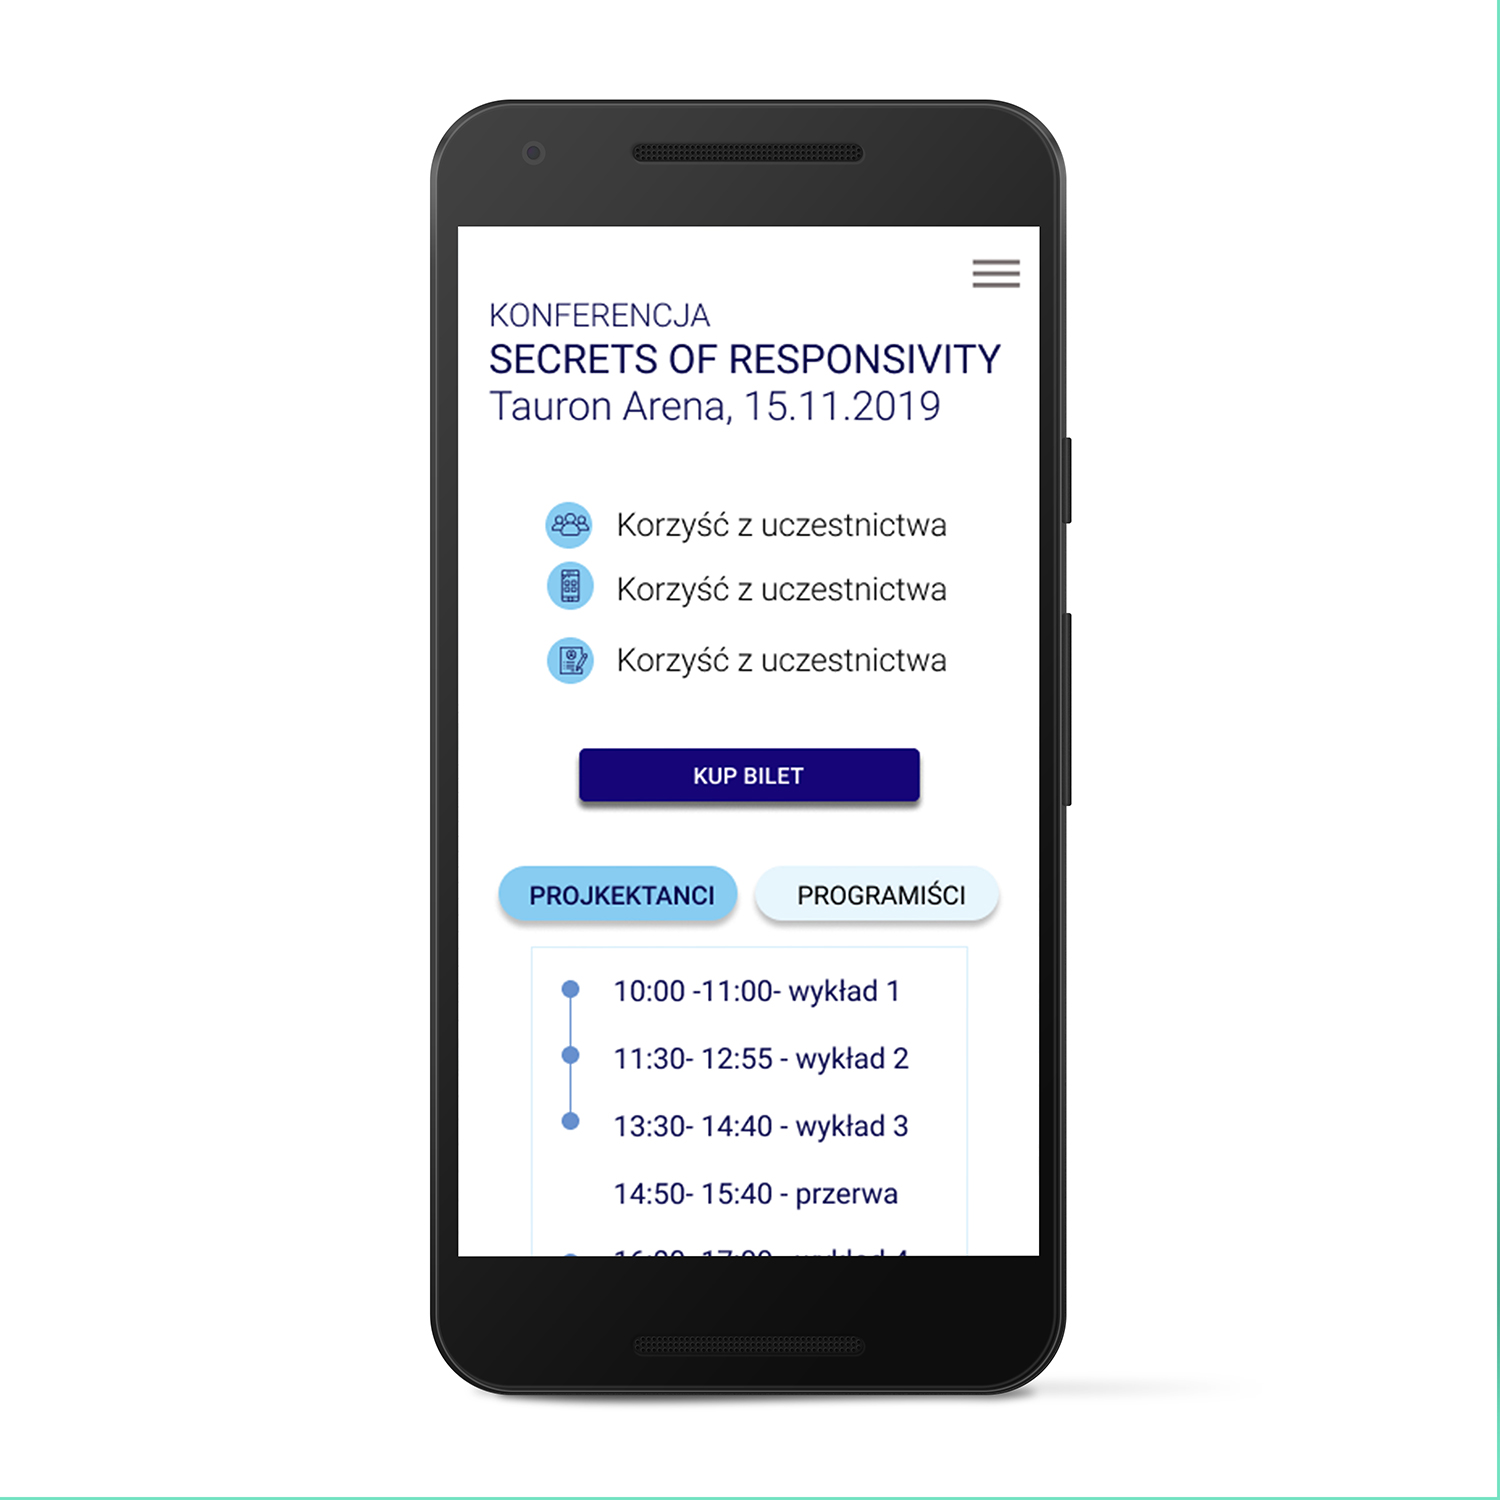 KONFERENCJA
SECRETS OF RESPONSIVITY
Tauron Arena, 15.11.2019
Korzyść z uczestnictwa
Korzyść z uczestnictwa
Korzyść z uczestnictwa
KUP BILET
PROJKEKTANCI
PROGRAMIŚCI
10:00 -11:00- wykład 1
11:30- 12:55 - wykład 2
13:30- 14:40 - wykład 3
14:50- 15:40 - przerwa